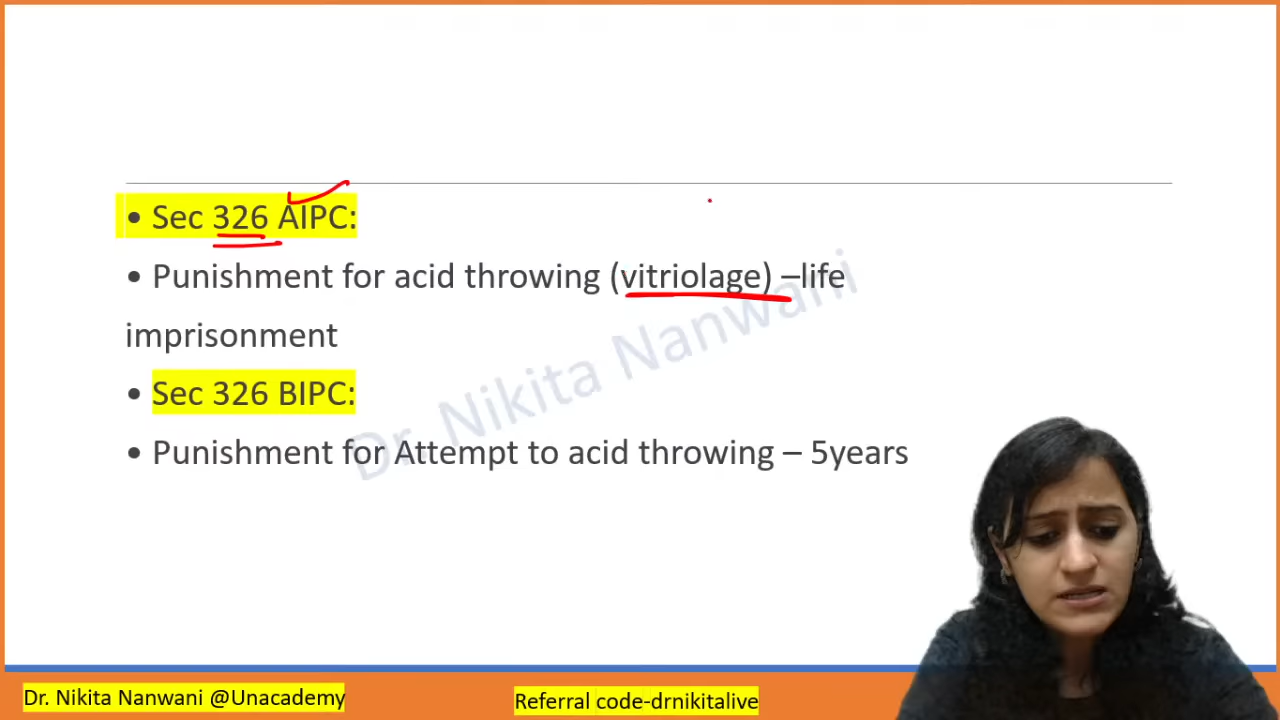 • Sec 326 AIPC:
• Punishment for acid throwing (vitriolage) –life
imprisonment
• Sec 326 BIPC:
• Punishment for Attempt to acid throwing – 5years
Dr. Nikita Nanwani
Dr. Nikita Nanwani @Unacademy
Referral code-drnikitalive